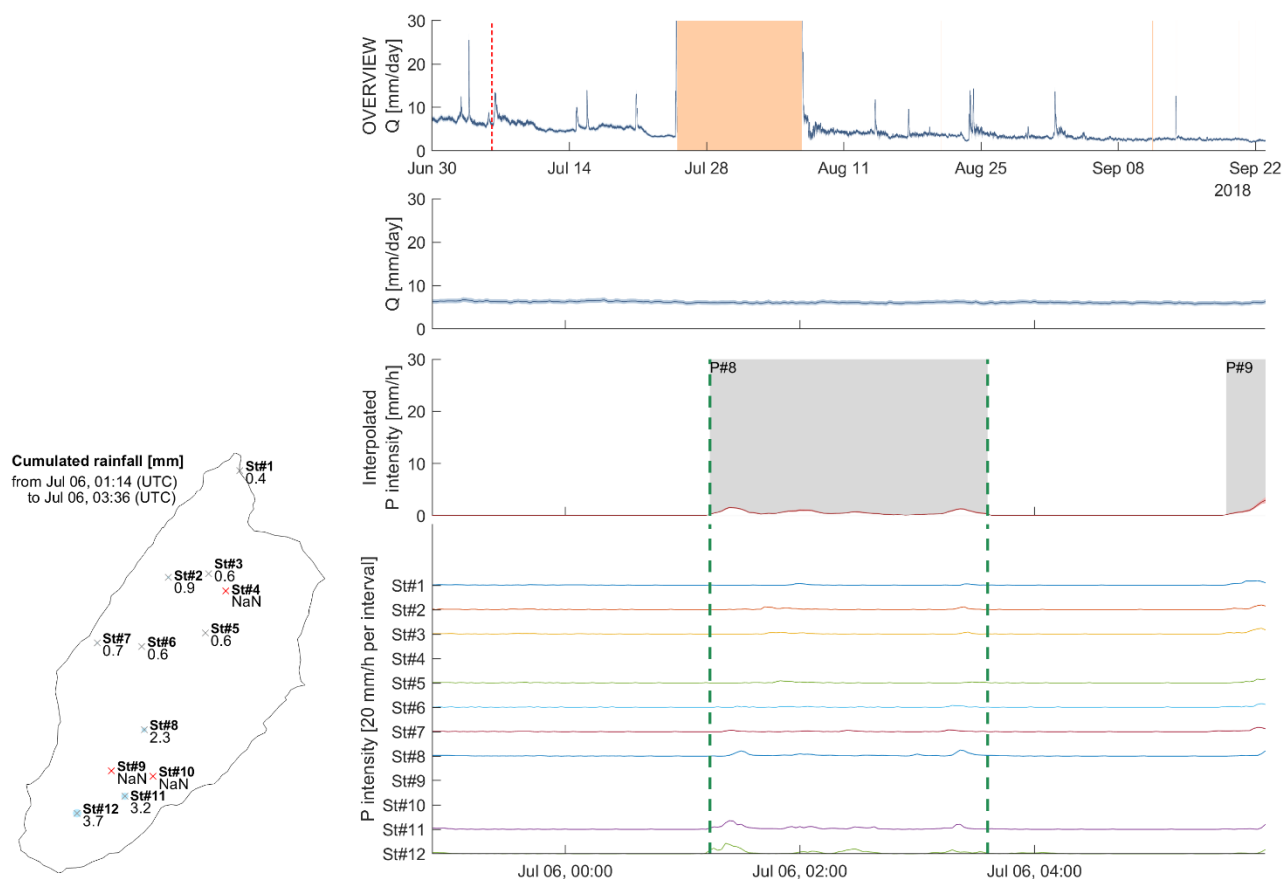 OVERVIEW
Q [mm/day]
30
20
10
0
Jun 30
Jul 14
Jul 28
Aug 11
Aug 25
Sep 08
Sep 22
2018
Q [mm/day]
30
20
10
0
Interpolated
P intensity [mm/h]
30
20
10
0
P#8
P#9
Cumulated rainfall [mm]
from Jul 06, 01:14 (UTC)
to Jul 06, 03:36 (UTC)
St#1
0.4
St#2
0.9
St#3
0.6
St#4
NaN
St#5
0.6
St#6
0.6
St#7
0.7
St#8
2.3
St#9
NaN
St#10
NaN
St#11
3.2
St#12
3.7
P intensity [20 mm/h per interval]
St#1
St#2
St#3
St#4
St#5
St#6
St#7
St#8
St#9
St#10
St#11
St#12
Jul 06, 00:00
Jul 06, 02:00
Jul 06, 04:00